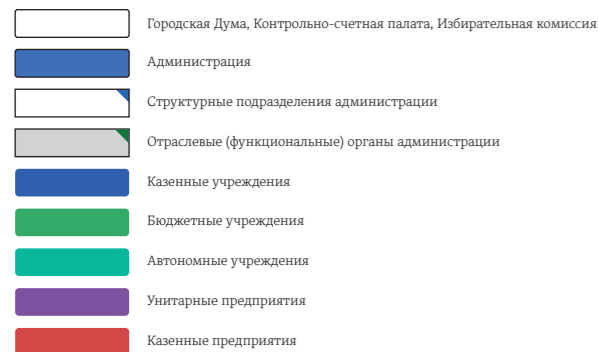 Городская Дума, Контрольно-счетная палата, Избирательная комиссия
Администрация
Структурные подразделения администрации
Отраслевые (функциональные) органы администрации
Казенные учреждения
Бюджетные учреждения
Автономные учреждения
Унитарные предприятия
Казенные предприятия